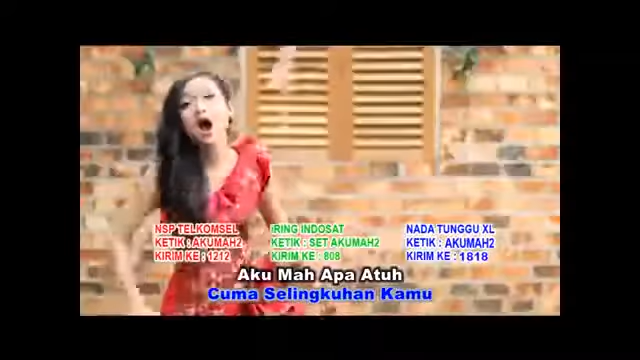 NSP TELKOMSEL
KETIK : AKUMAH2
KIRIM KE : 1212
iRING INDOSAT
KETIK : SET AKUMAH2
KIRIM KE : 808
NADA TUNGGU XL
KETIK : AKUMAH2
KIRIM KE : 1818
Aku Mah Apa Atuh
Cuma Selingkuhan Kamu